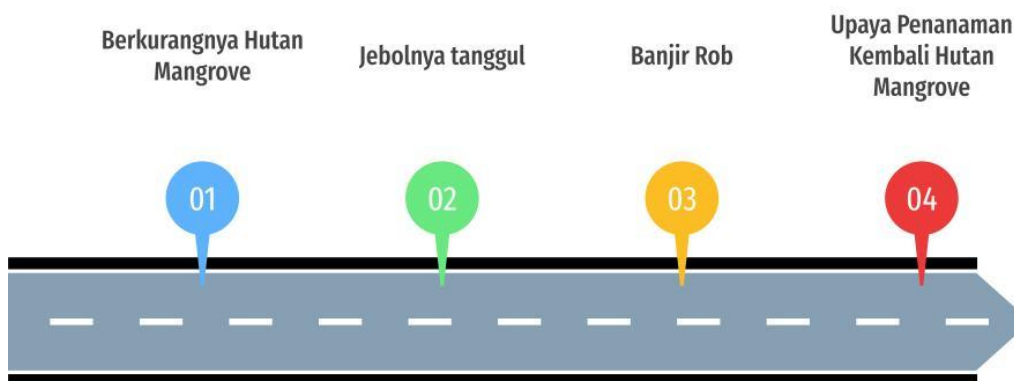 Berkurangnya Hutan
Mangrove
Jebolnya tanggul
Banjir Rob
Upaya Penanaman
Kembali Hutan
Mangrove
01
02
03
04